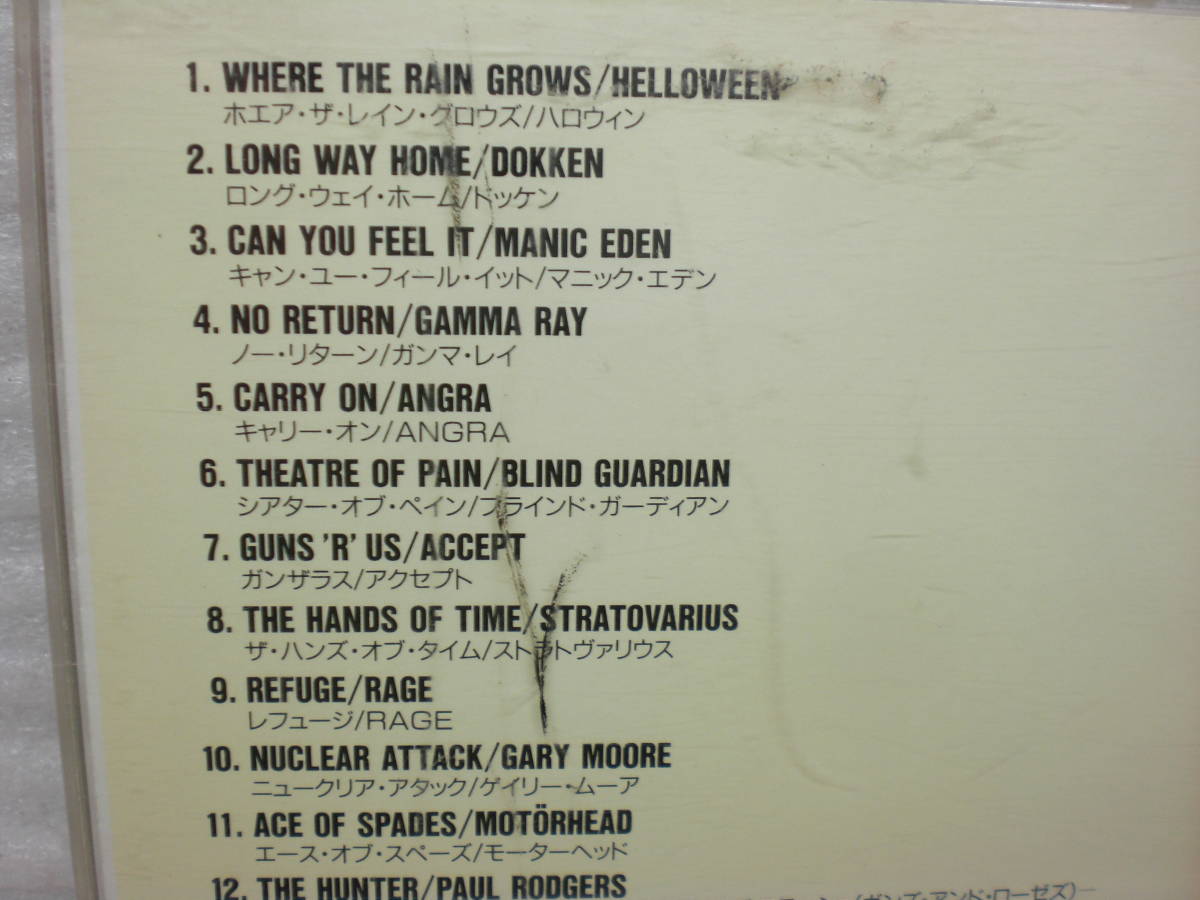 1. WHERE THE RAIN GROWS/HELLOWEEN
ホエア・ザ・レイン・グロウズ/ハロウィン
2. LONG WAY HOME/DOKKEN
ロング・ウェイ・ホーム/ドッケン
3. CAN YOU FEEL IT/MANIC EDEN
キャン・ユー・フィール・イット/マニック・エデン
4. NO RETURN/GAMMA RAY
ノー・リターン/ガンマ・レイ
5. CARRY ON/ANGRA
キャリー・オン/ANGRA
6. THEATRE OF PAIN/BLIND GUARDIAN
シアター・オブ・ペイン/ブラインド・ガーディアン
7. GUNS 'R' US/ACCEPT
ガンザラス/アクセプト
8. THE HANDS OF TIME/STRATOVARIUS
ザ・ハンズ・オブ・タイム/ストラトヴァリウス
9. REFUGE/RAGE
レフュージ/RAGE
10. NUCLEAR ATTACK/GARY MOORE
ニュークリア・アタック/ゲイリー・ムーア
11. ACE OF SPADES/MOTÖRHEAD
エース・オブ・スペーズ/モーターヘッド
12. THE HUNTER/PAUL RODGERS
(ガンズ・アンド・ローゼズ)